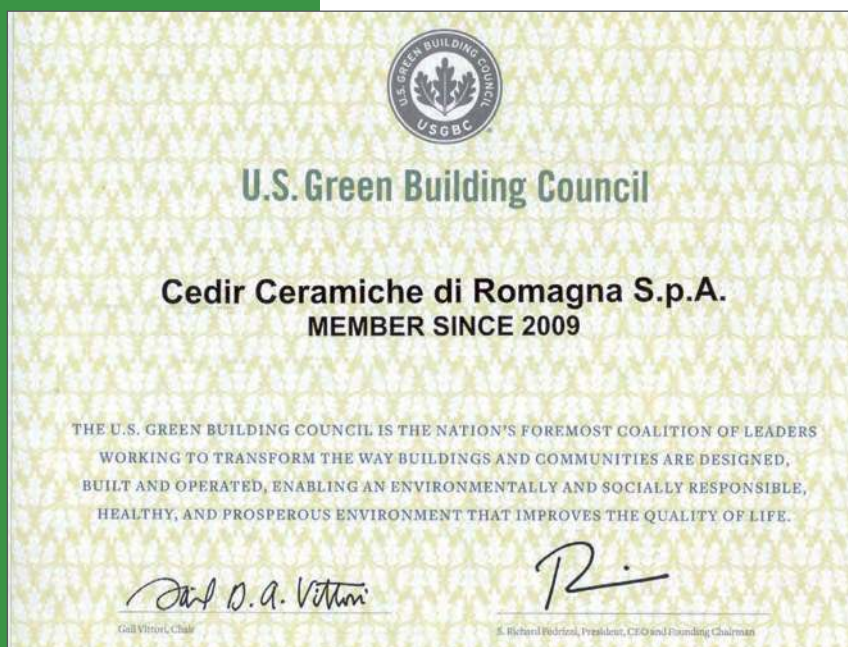 U.S. GREEN BUILDING COUNCIL
USGBC
U.S. Green Building Council
Cedir Ceramiche di Romagna S.p.A.
MEMBER SINCE 2009
THE U.S. GREEN BUILDING COUNCIL IS THE NATION'S FOREMOST COALITION OF LEADERS
WORKING TO TRANSFORM THE WAY BUILDINGS AND COMMUNITIES ARE DESIGNED,
BUILT AND OPERATED, ENABLING AN ENVIRONMENTALLY AND SOCIALLY RESPONSIBLE,
HEALTHY, AND PROSPEROUS ENVIRONMENT THAT IMPROVES THE QUALITY OF LIFE.
Gail D. A. Vittori
Gail Vittori, Chair
S. Richard Fedrizzi, President, CEO and Founding Chairman